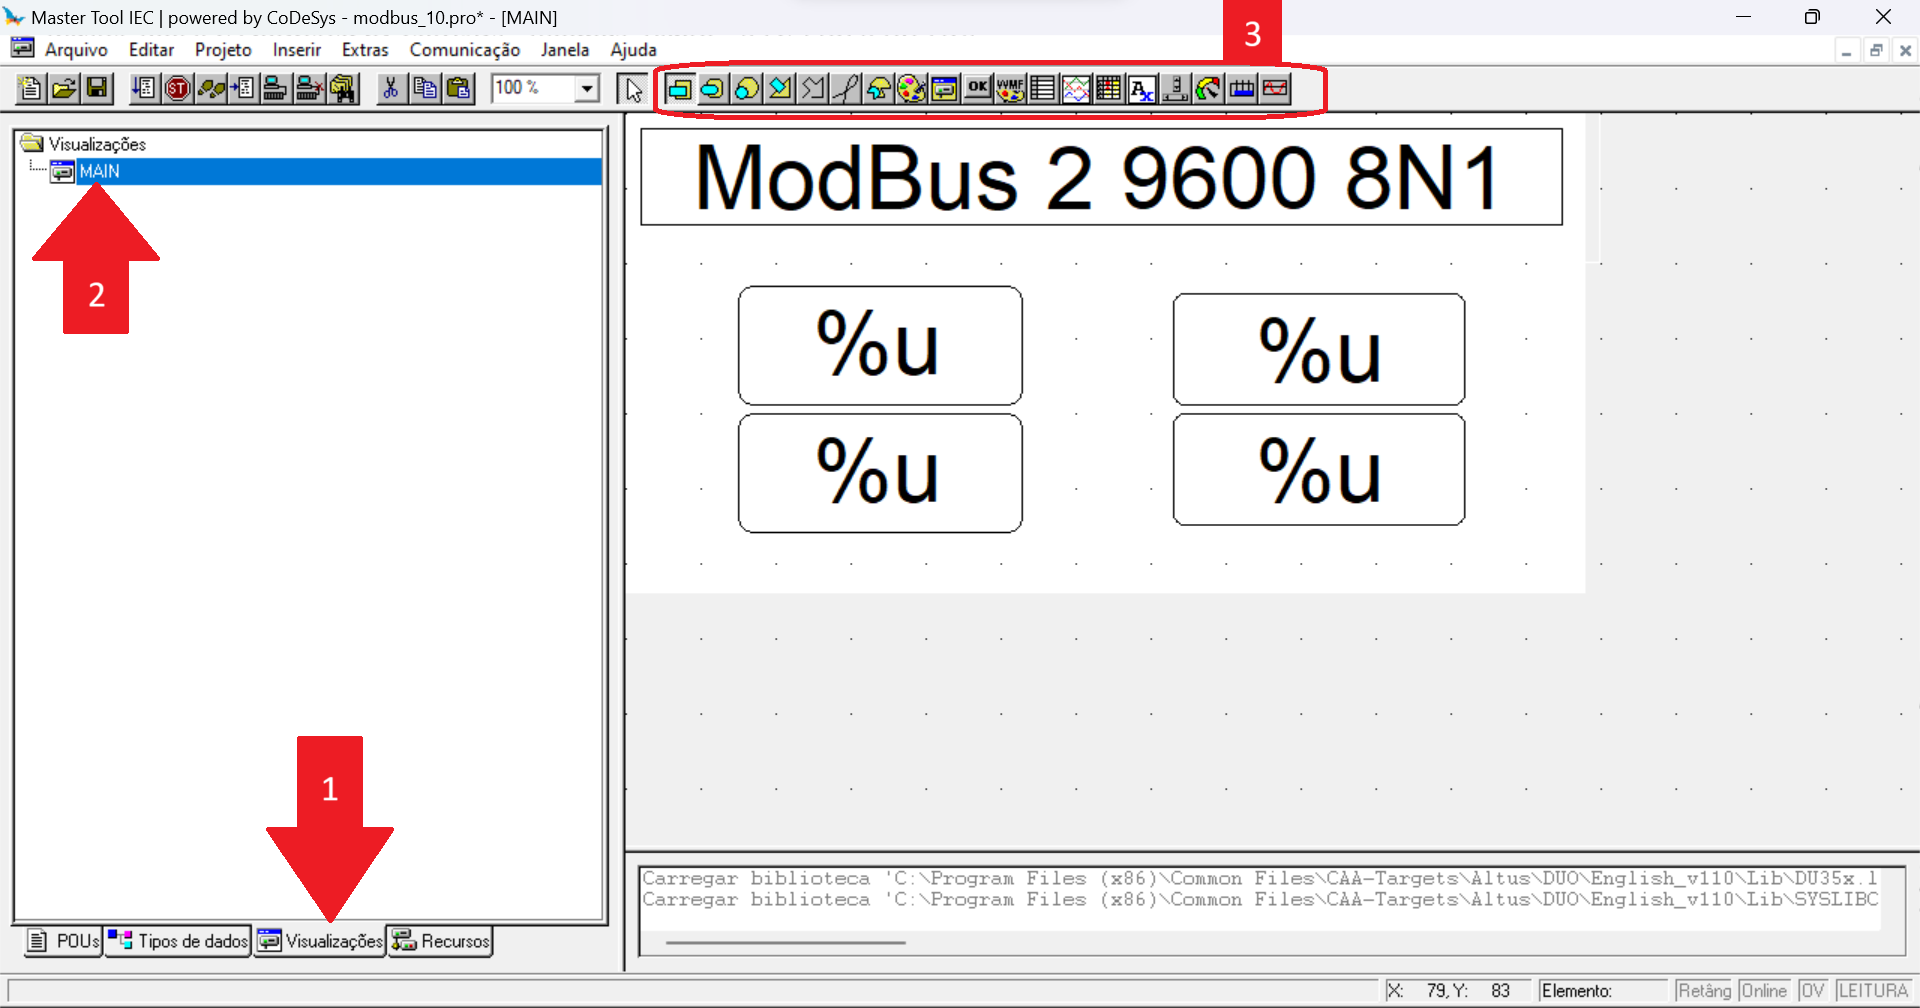 Master Tool IEC | powered by CoDeSys - modbus_10.pro* - [MAIN]
3
Arquivo Editar Projeto Inserir Extras Comunicação Janela Ajuda
ST 100 % OK WMF A x
Visualizações
MAIN
2
ModBus 2 9600 8N1
%u %u
%u %u
1
Carregar biblioteca 'C:\Program Files (x86)\Common Files\CAA-Targets\Altus\DUO\English_v110\Lib\DU35x.l
Carregar biblioteca 'C:\Program Files (x86)\Common Files\CAA-Targets\Altus\DUO\English_v110\Lib\SYSLIBC
POUs Tipos de dados Visualizações Recursos
X: 79, Y: 83 Elemento: Retâng Online OV LEITURA